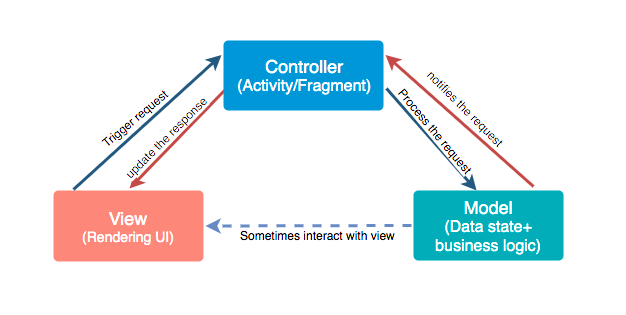 Controller
(Activity/Fragment)
Trigger request
update the response
Process the request
notifies the request
View
(Rendering UI)
Sometimes interact with view
Model
(Data state+
business logic)